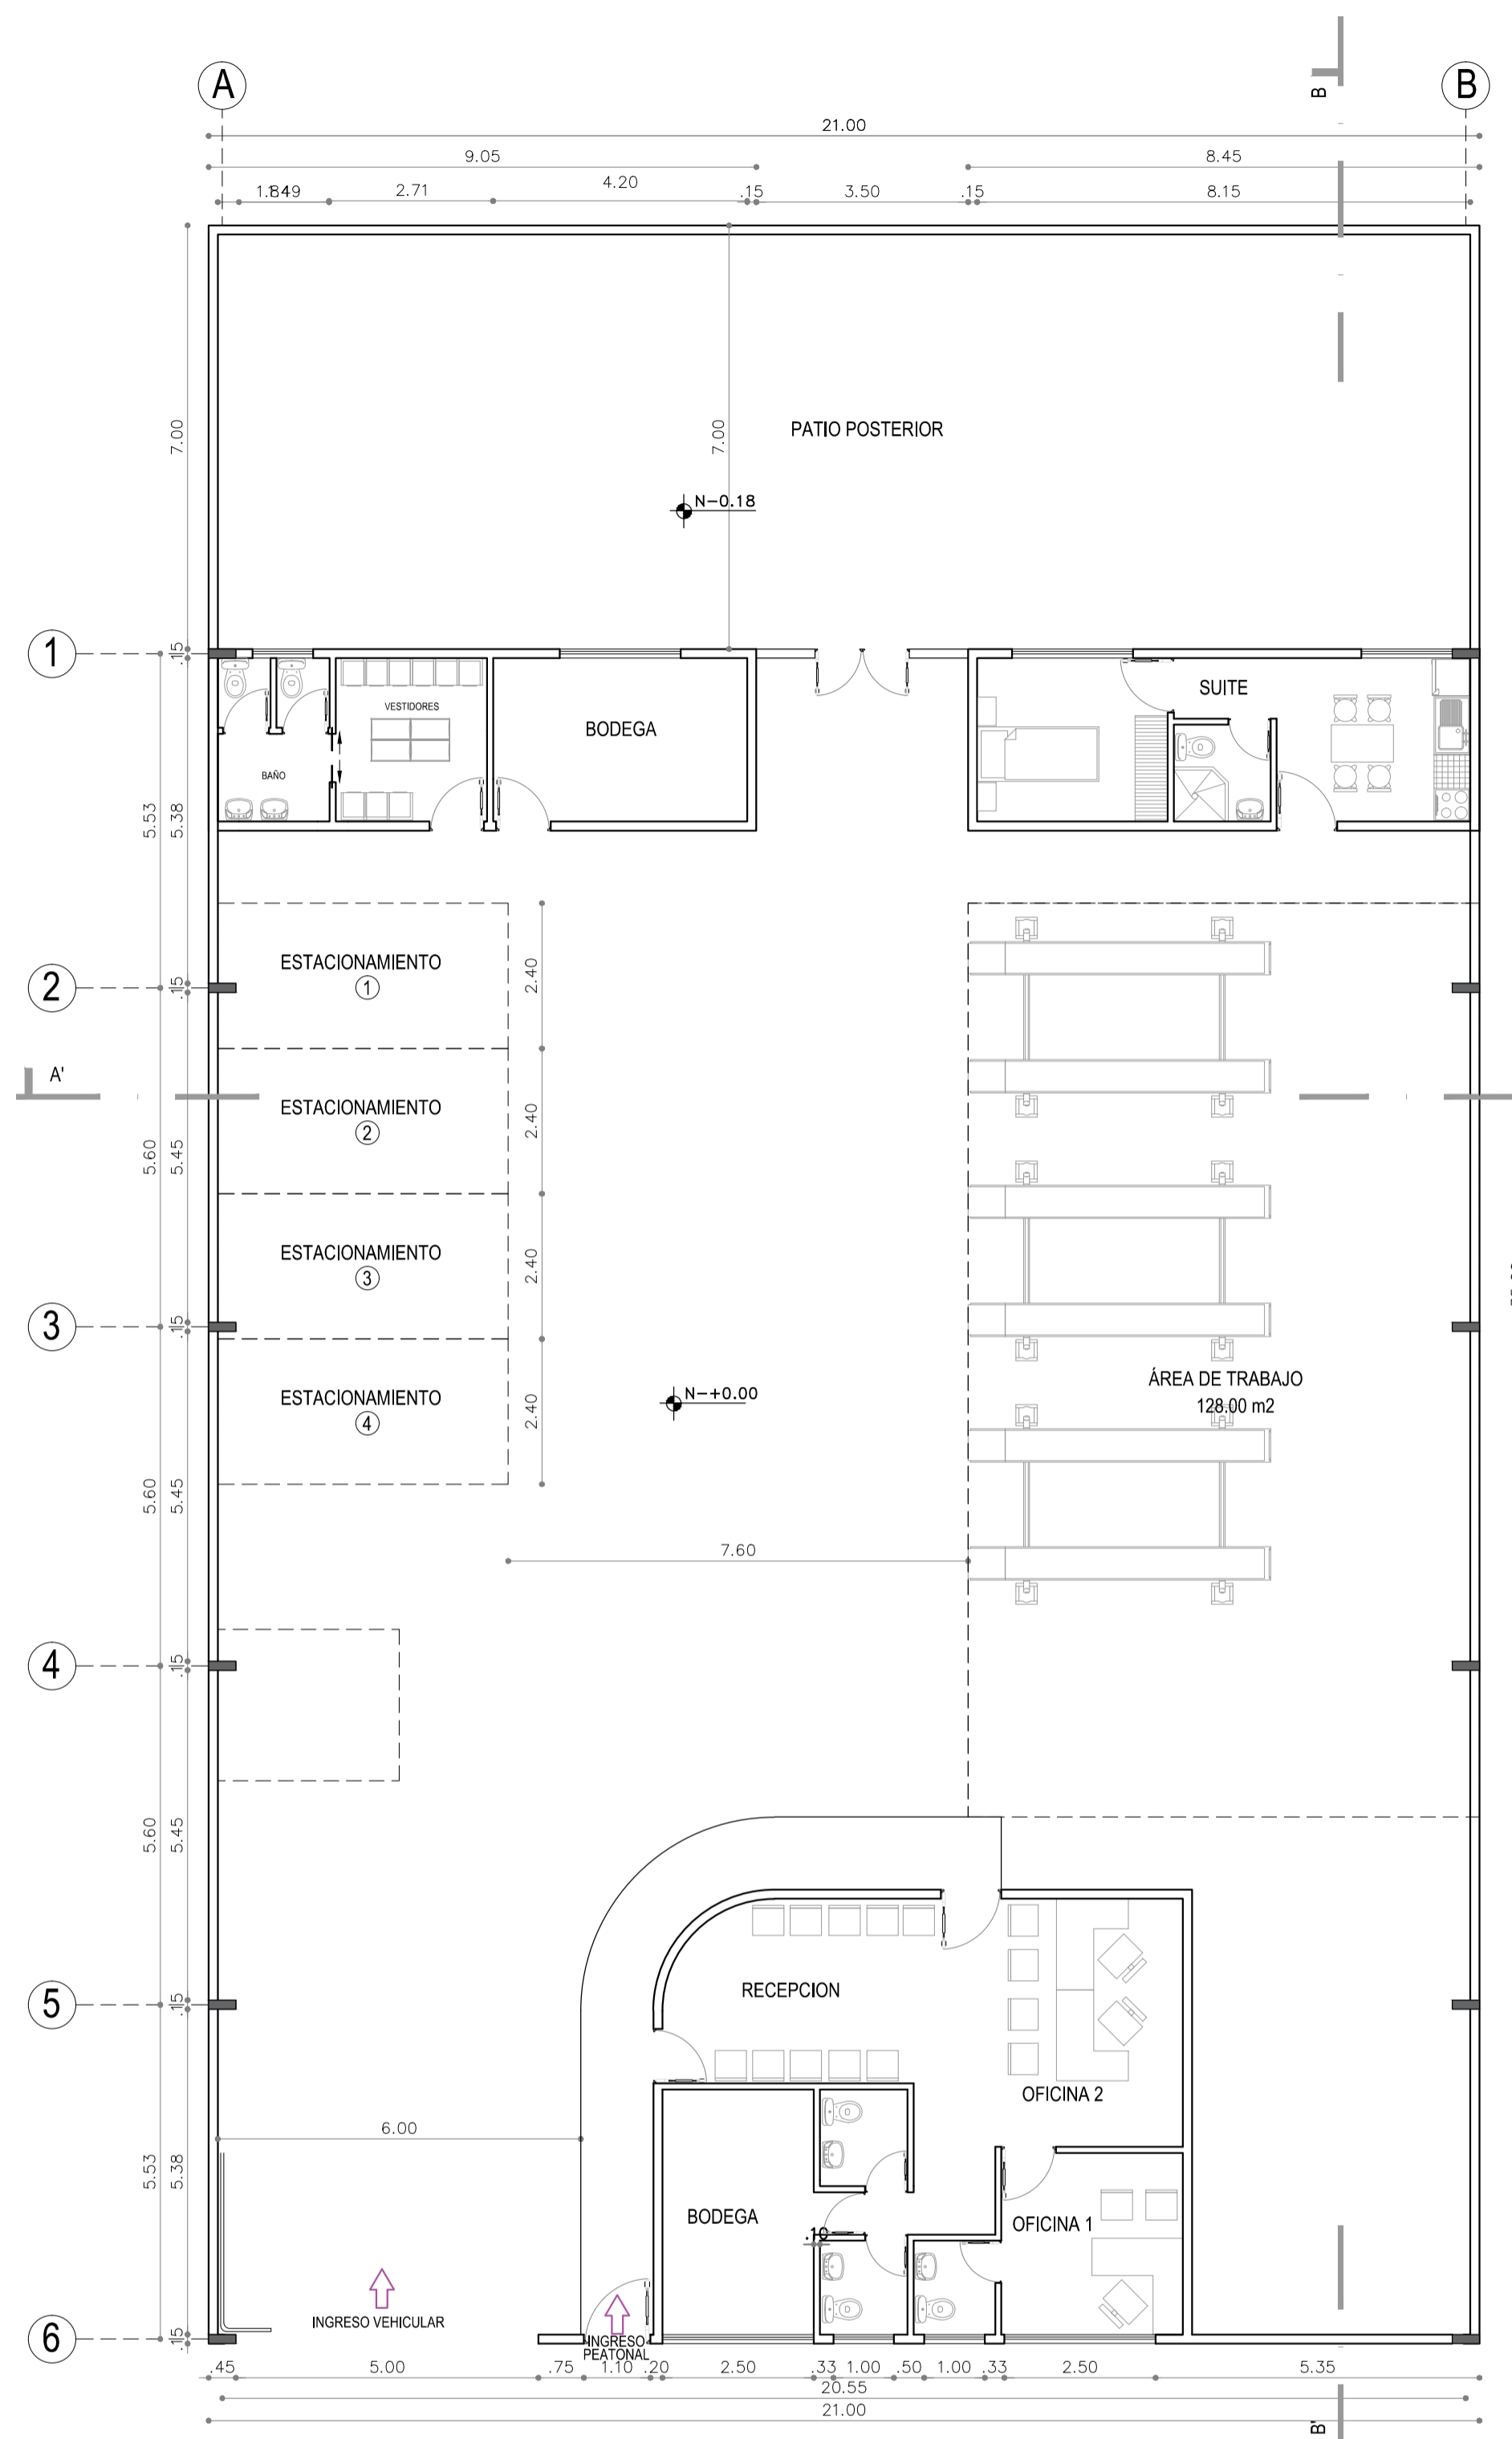 A
B
B
21.00
9.05
8.45
2.71
4.20
.15
3.50
.15
8.15
7.00
7.00
PATIO POSTERIOR
N-0.18
1
.15
VESTIDORES
BODEGA
SUITE
BAÑO
5.53
5.38
ESTACIONAMIENTO
1
2.40
2
.15
A'
ESTACIONAMIENTO
2
2.40
5.60
5.45
ESTACIONAMIENTO
3
2.40
3
.15
ESTACIONAMIENTO
4
2.40
N-+0.00
ÁREA DE TRABAJO
128.00 m2
5.60
5.45
7.60
4
.15
5.60
5.45
RECEPCION
5
.15
OFICINA 2
6.00
5.53
5.38
BODEGA
.10
OFICINA 1
INGRESO VEHICULAR
INGRESO
PEATONAL
6
.15
.45
5.00
.75
1.10
.20
2.50
.33
1.00
.50
1.00
.33
2.50
5.35
20.55
21.00
B'